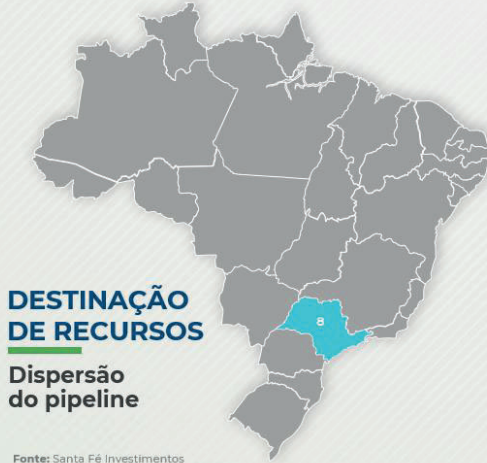 8
DESTINAÇÃO
DE RECURSOS
Dispersão
do pipeline
Fonte: Santa Fé Investimentos